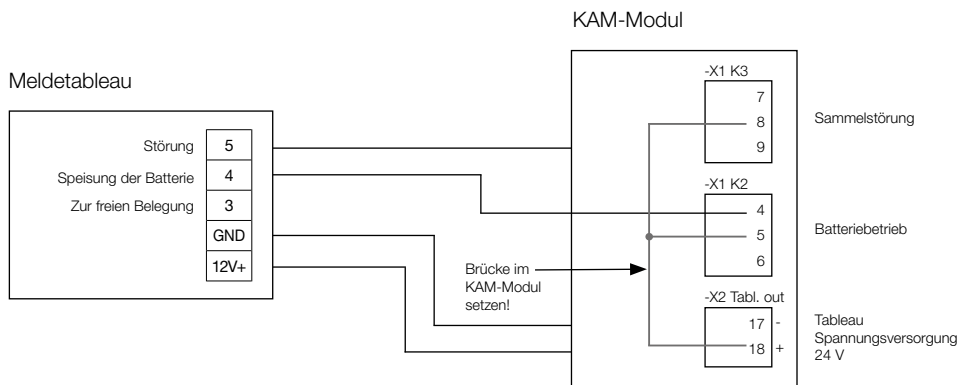 KAM-Modul
Meldetableau
Störung 5
Speisung der Batterie 4
Zur freien Belegung 3
GND
12V+
Brücke im
KAM-Modul
setzen!
-X1 K3
7
8
9
Sammelstörung
-X1 K2
4
5
6
Batteriebetrieb
-X2 Tabl. out
17 -
18 +
Tableau
Spannungsversorgung
24 V